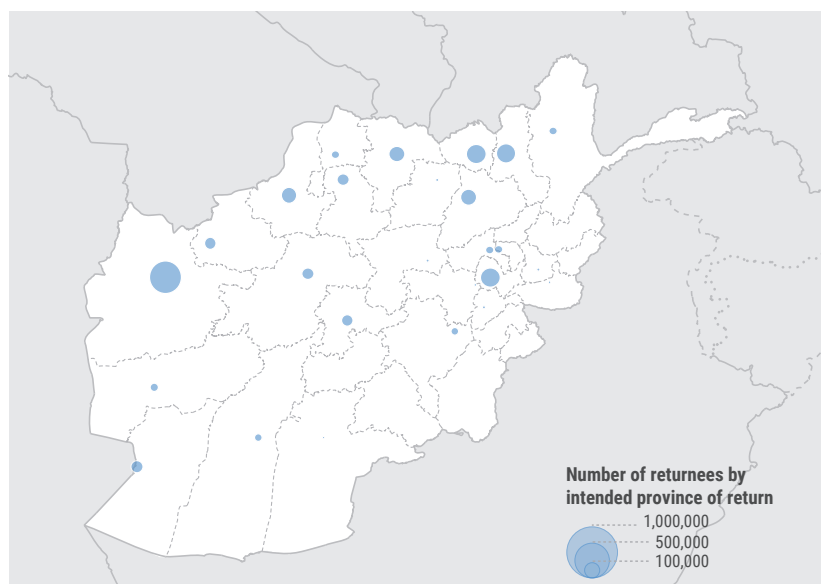 Number of returnees by
intended province of return
1,000,000
500,000
100,000